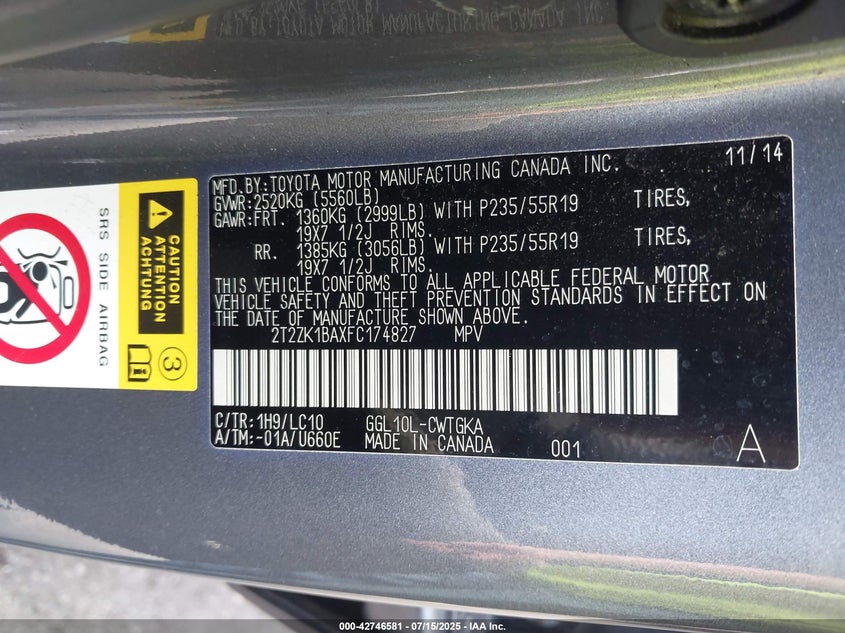 MFD.BY:TOYOTA MOTOR MANUFACTURING CANADA INC. 11/14
GVWR:2520KG (5560LB)
GAWR:FRT. 1360KG (2999LB) WITH P235/55R19 TIRES,
19X7 1/2J RIMS.
RR. 1385KG (3056LB) WITH P235/55R19 TIRES,
19X7 1/2J RIMS.
THIS VEHICLE CONFORMS TO ALL APPLICABLE FEDERAL MOTOR
VEHICLE SAFETY AND THEFT PREVENTION STANDARDS IN EFFECT ON
THE DATE OF MANUFACTURE SHOWN ABOVE.
2T2ZK1BAXFC174827 MPV
C/TR:1H9/LC10 GGL10L-CWTGKA
A/TM:-01A/U660E MADE IN CANADA 001 A
SRS SIDE AIRBAG
CAUTION
ATTENTION
ACHTUNG
3
000-42746581 - 07/15/2025 - IAA Inc.